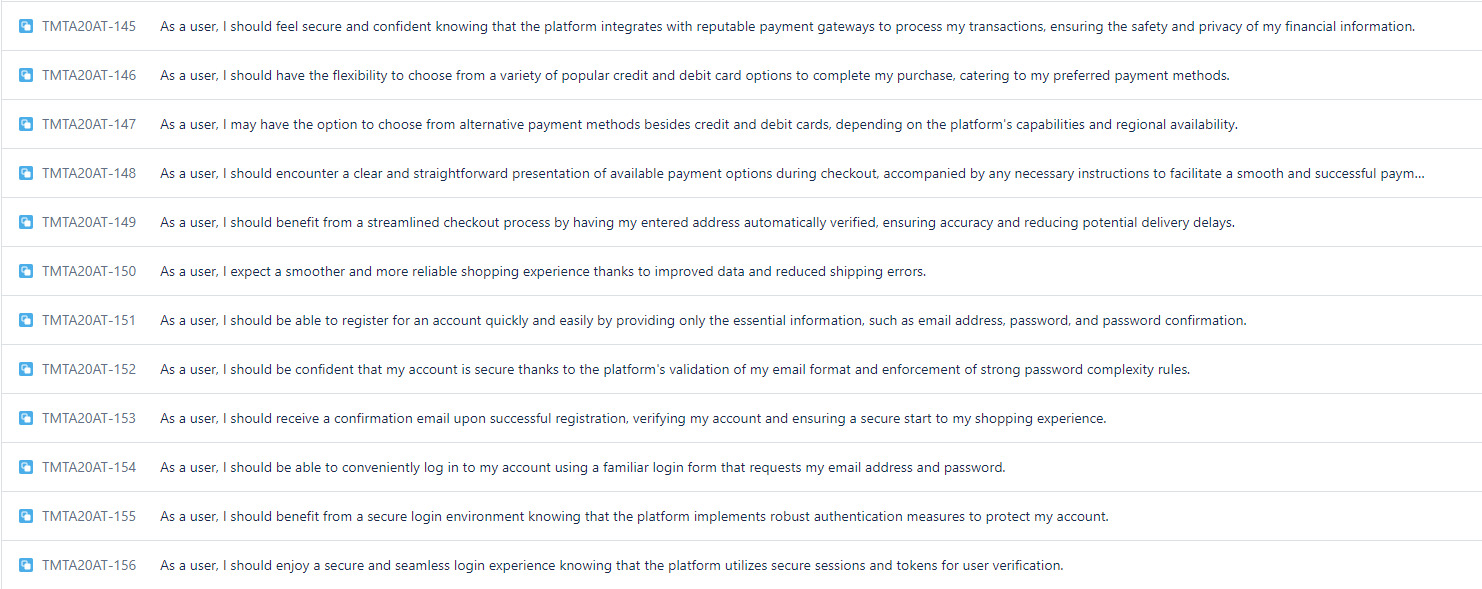 TMTA20AT-145 As a user, I should feel secure and confident knowing that the platform integrates with reputable payment gateways to process my transactions, ensuring the safety and privacy of my financial information.
TMTA20AT-146 As a user, I should have the flexibility to choose from a variety of popular credit and debit card options to complete my purchase, catering to my preferred payment methods.
TMTA20AT-147 As a user, I may have the option to choose from alternative payment methods besides credit and debit cards, depending on the platform's capabilities and regional availability.
TMTA20AT-148 As a user, I should encounter a clear and straightforward presentation of available payment options during checkout, accompanied by any necessary instructions to facilitate a smooth and successful paym...
TMTA20AT-149 As a user, I should benefit from a streamlined checkout process by having my entered address automatically verified, ensuring accuracy and reducing potential delivery delays.
TMTA20AT-150 As a user, I expect a smoother and more reliable shopping experience thanks to improved data and reduced shipping errors.
TMTA20AT-151 As a user, I should be able to register for an account quickly and easily by providing only the essential information, such as email address, password, and password confirmation.
TMTA20AT-152 As a user, I should be confident that my account is secure thanks to the platform's validation of my email format and enforcement of strong password complexity rules.
TMTA20AT-153 As a user, I should receive a confirmation email upon successful registration, verifying my account and ensuring a secure start to my shopping experience.
TMTA20AT-154 As a user, I should be able to conveniently log in to my account using a familiar login form that requests my email address and password.
TMTA20AT-155 As a user, I should benefit from a secure login environment knowing that the platform implements robust authentication measures to protect my account.
TMTA20AT-156 As a user, I should enjoy a secure and seamless login experience knowing that the platform utilizes secure sessions and tokens for user verification.